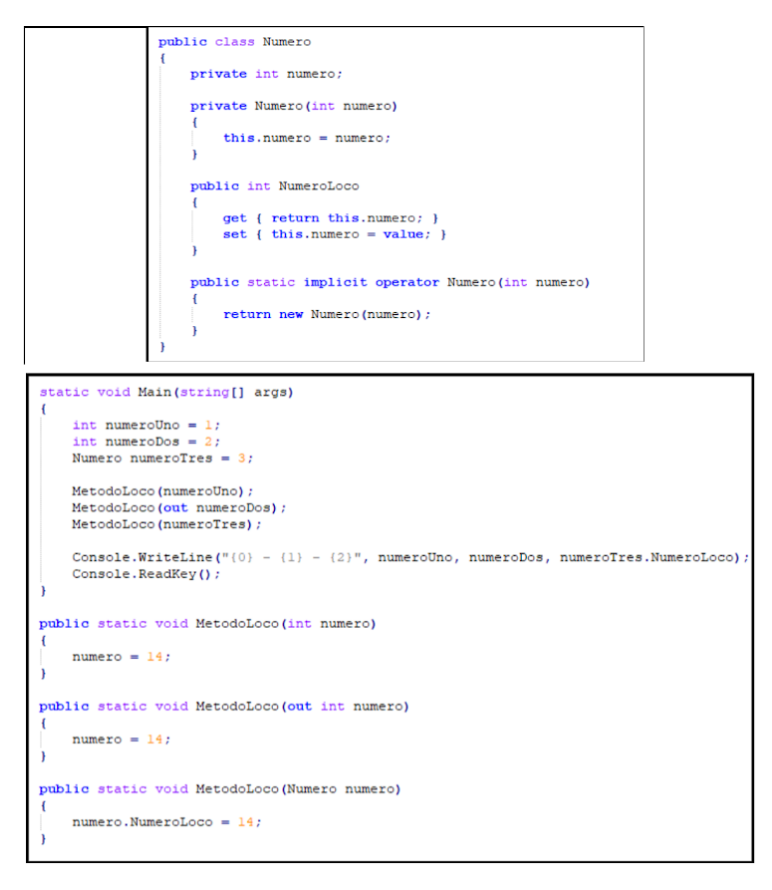 public class Numero
{
private int numero;
private Numero(int numero)
{
this.numero = numero;
}
public int NumeroLoco
{
get { return this.numero; }
set { this.numero = value; }
}
public static implicit operator Numero(int numero)
{
return new Numero(numero);
}
}
static void Main(string[] args)
{
int numeroUno = 1;
int numeroDos = 2;
Numero numeroTres = 3;
MetodoLoco(numeroUno);
MetodoLoco(out numeroDos);
MetodoLoco(numeroTres);
Console.WriteLine("{0} - {1} - {2}", numeroUno, numeroDos, numeroTres.NumeroLoco);
Console.ReadKey();
}
public static void MetodoLoco(int numero)
{
numero = 14;
}
public static void MetodoLoco(out int numero)
{
numero = 14;
}
public static void MetodoLoco(Numero numero)
{
numero.NumeroLoco = 14;
}